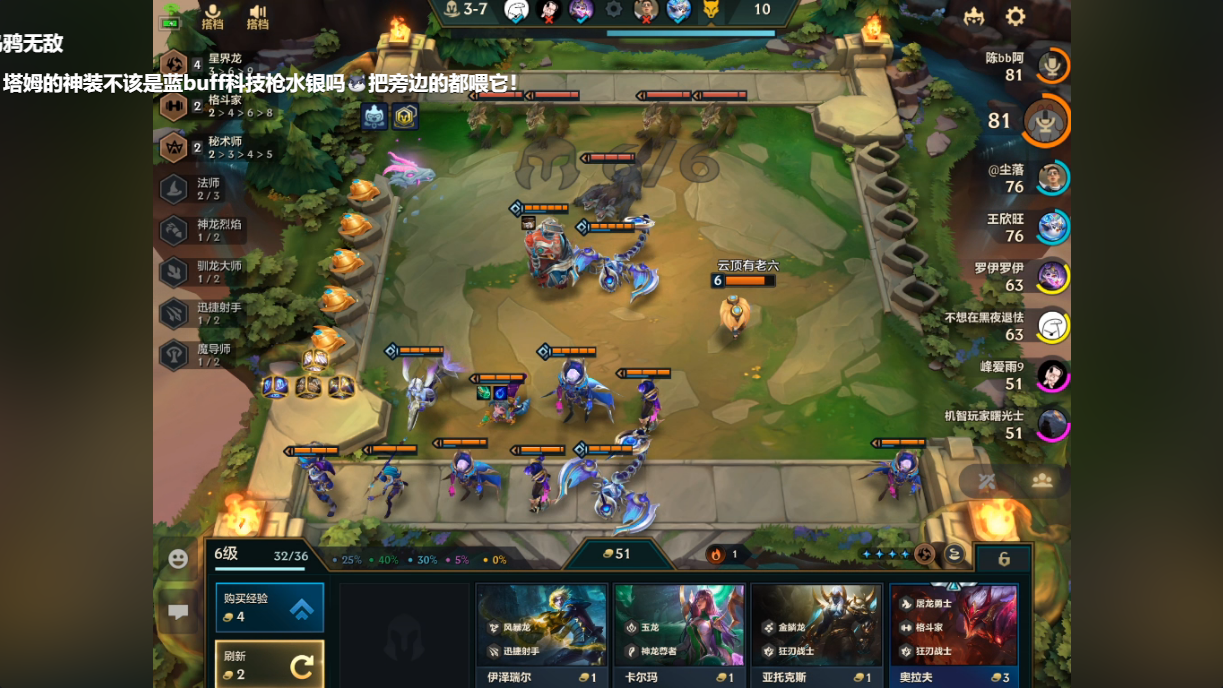 搭档
搭档
3-7
10
鸦无敌
塔姆的神装不该是蓝buff科技枪水银吗把旁边的都喂它！
4
星界龙
2
格斗家
2 > 4 > 6 > 8
2
秘术师
2 > 3 > 4 > 5
法师
2 / 3
神龙烈焰
1 / 2
驯龙大师
1 / 2
迅捷射手
1 / 2
魔导师
1 / 2
6/6
云顶有老六
6
陈bb阿
81
81
@尘落
76
王欣旺
76
罗伊罗伊
63
不想在黑夜退怯
63
峰爱雨9
51
机智玩家曙光士
51
6级
32/36
25%
40%
30%
5%
0%
51
1
6
购买经验
4
刷新
2
风暴龙
迅捷射手
伊泽瑞尔
1
玉龙
神龙尊者
卡尔玛
1
金鳞龙
狂刃战士
亚托克斯
1
屠龙勇士
格斗家
狂刃战士
奥拉夫
3